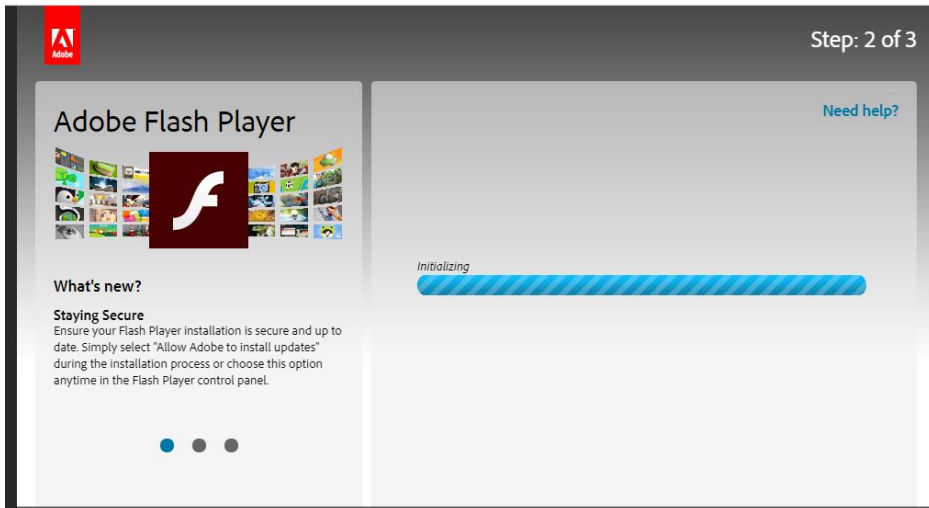 Adobe
Step: 2 of 3
Adobe Flash Player
What's new?
Staying Secure
Ensure your Flash Player installation is secure and up to
date. Simply select "Allow Adobe to install updates"
during the installation process or choose this option
anytime in the Flash Player control panel.
Need help?
Initializing